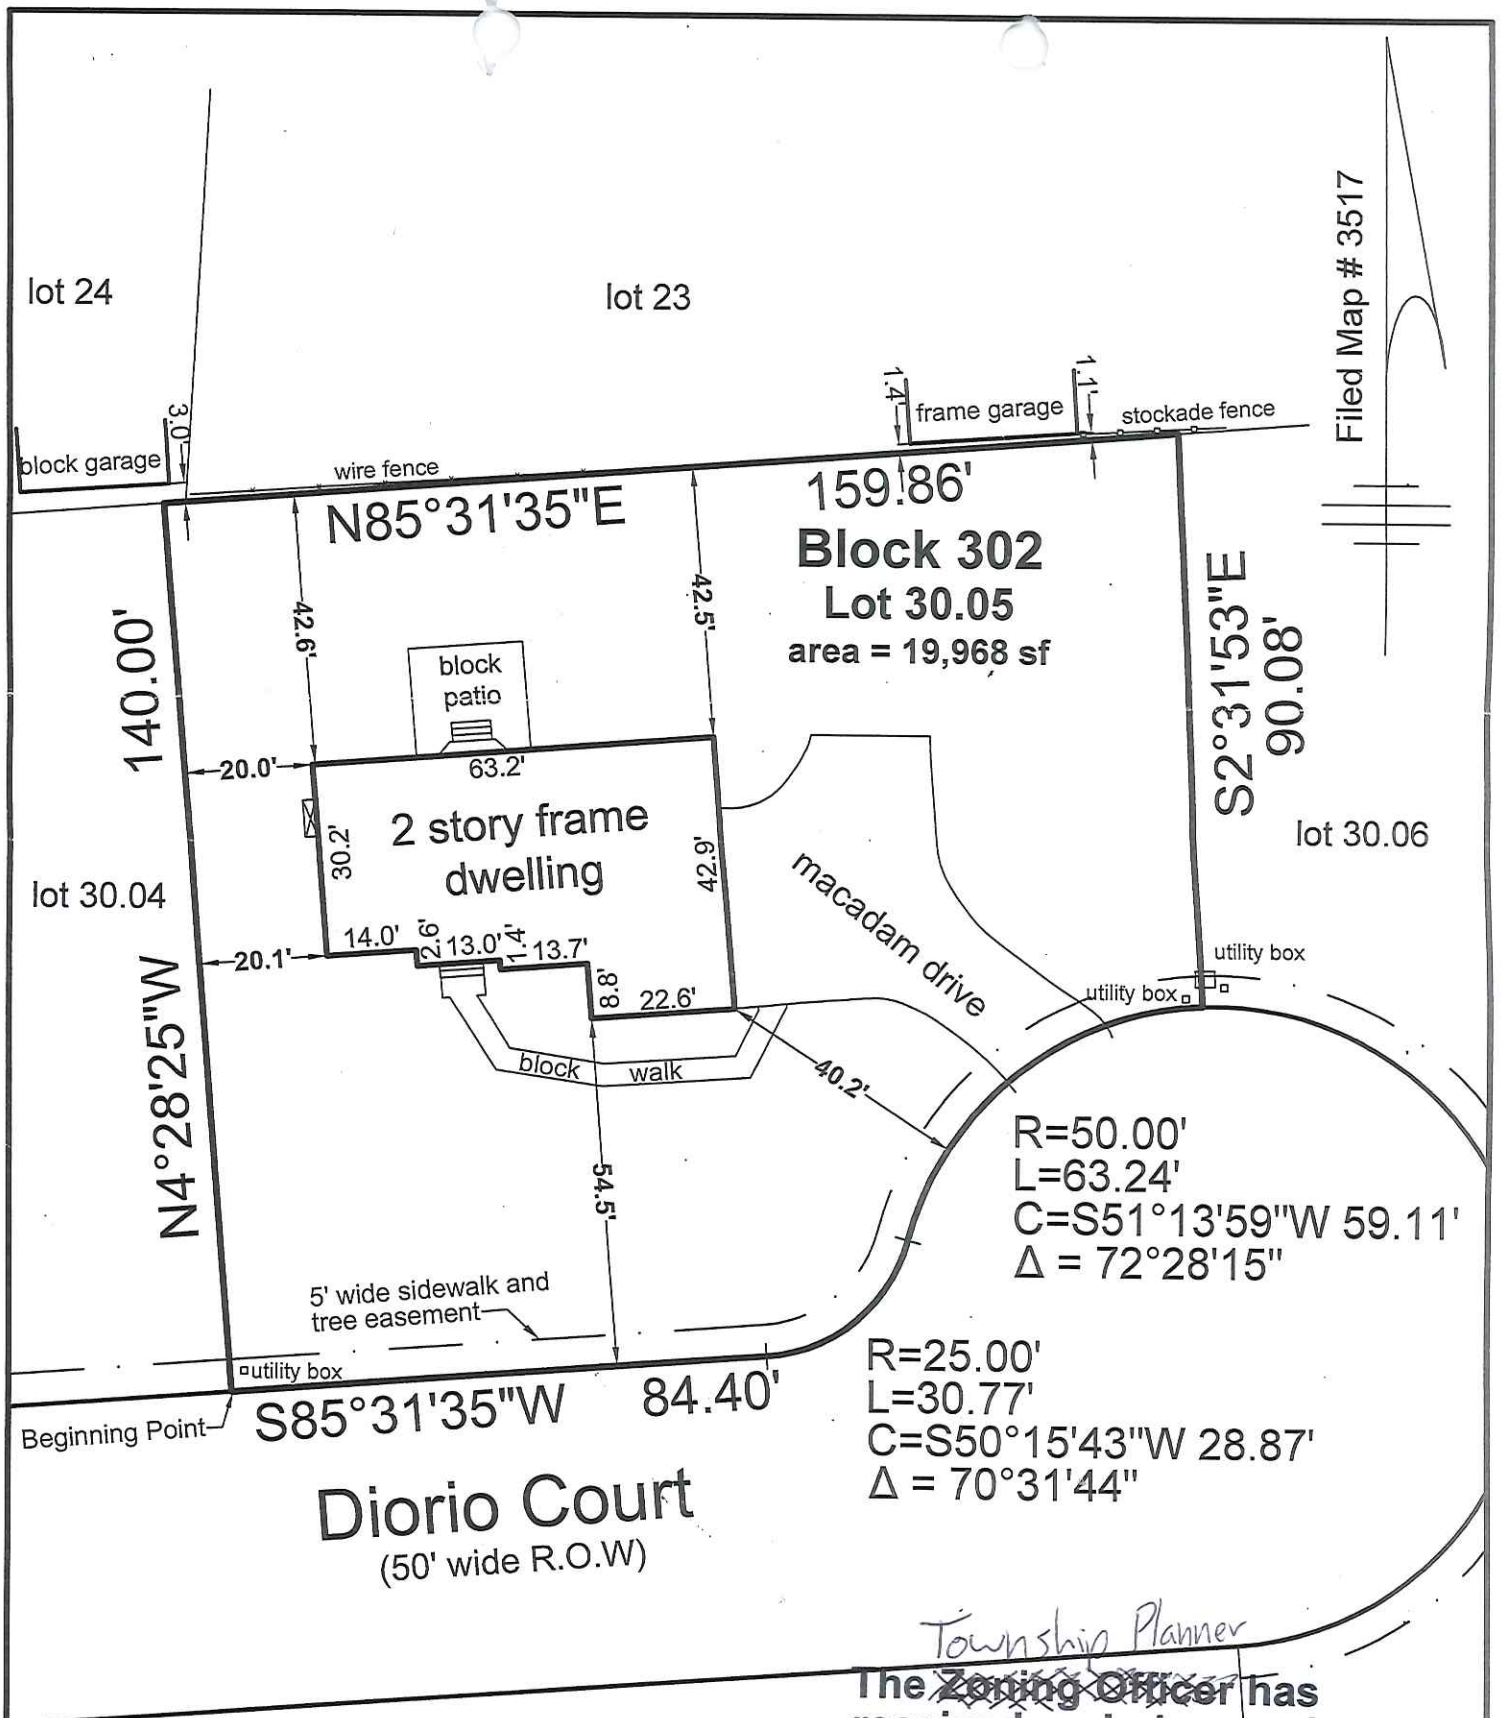 Filed Map # 3517
lot 24
lot 23
3.0'
1.4'
1.1'
block garage
wire fence
frame garage
stockade fence
N85°31'35"E
159.86'
Block 302
Lot 30.05
area = 19,968 sf
140.00'
N4°28'25"W
42.6'
42.5'
S2°31'53"E
90.08'
block
patio
20.0'
63.2'
2 story frame
dwelling
30.2'
42.9'
macadam drive
lot 30.06
lot 30.04
20.1'
14.0'
2.6'
13.0'
1.4'
13.7'
8.8'
22.6'
utility box
utility box
block walk
40.2'
54.5'
R=50.00'
L=63.24'
C=S51°13'59"W 59.11'
Δ = 72°28'15"
5' wide sidewalk and
tree easement
utility box
Beginning Point
S85°31'35"W 84.40'
R=25.00'
L=30.77'
C=S50°15'43"W 28.87'
Δ = 70°31'44"
Diorio Court
(50' wide R.O.W)
Township Planner
The Zoning Officer has